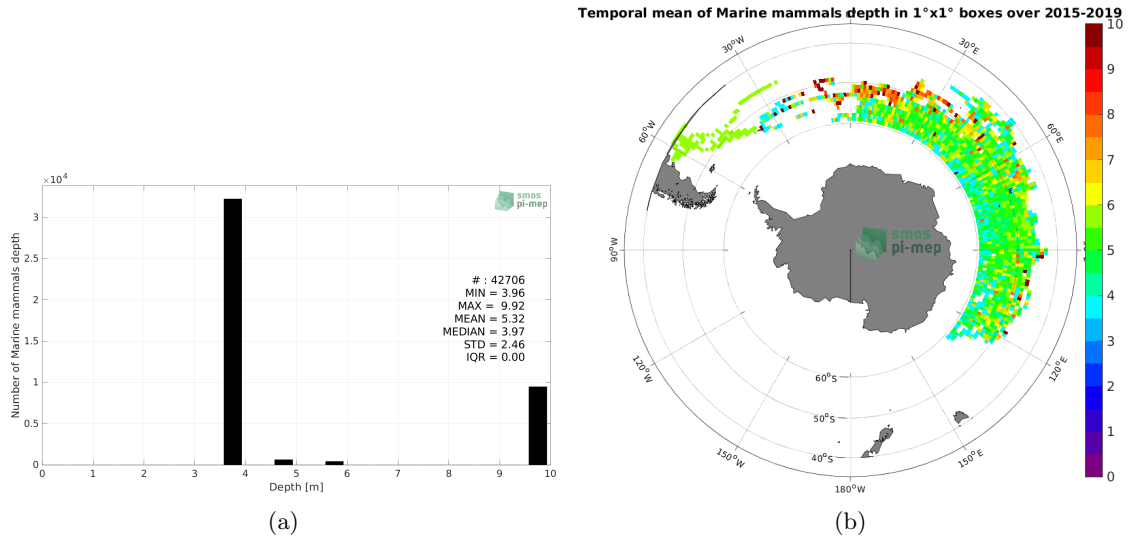 Temporal mean of Marine mammals depth in 1°x1° boxes over 2015-2019
×10⁴
3
2.5
2
1.5
1
0.5
0
Number of Marine mammals depth
smos
pi-mep
# : 42706
MIN = 3.96
MAX = 9.92
MEAN = 5.32
MEDIAN = 3.97
STD = 2.46
IQR = 0.00
0 1 2 3 4 5 6 7 8 9 10
Depth [m]
(a)
30°W
30°E
60°W
60°E
90°W
120°W
120°E
150°W
150°E
180°W
60°S
50°S
40°S
smos
pi-mep
10
9
8
7
6
5
4
3
2
1
0
(b)